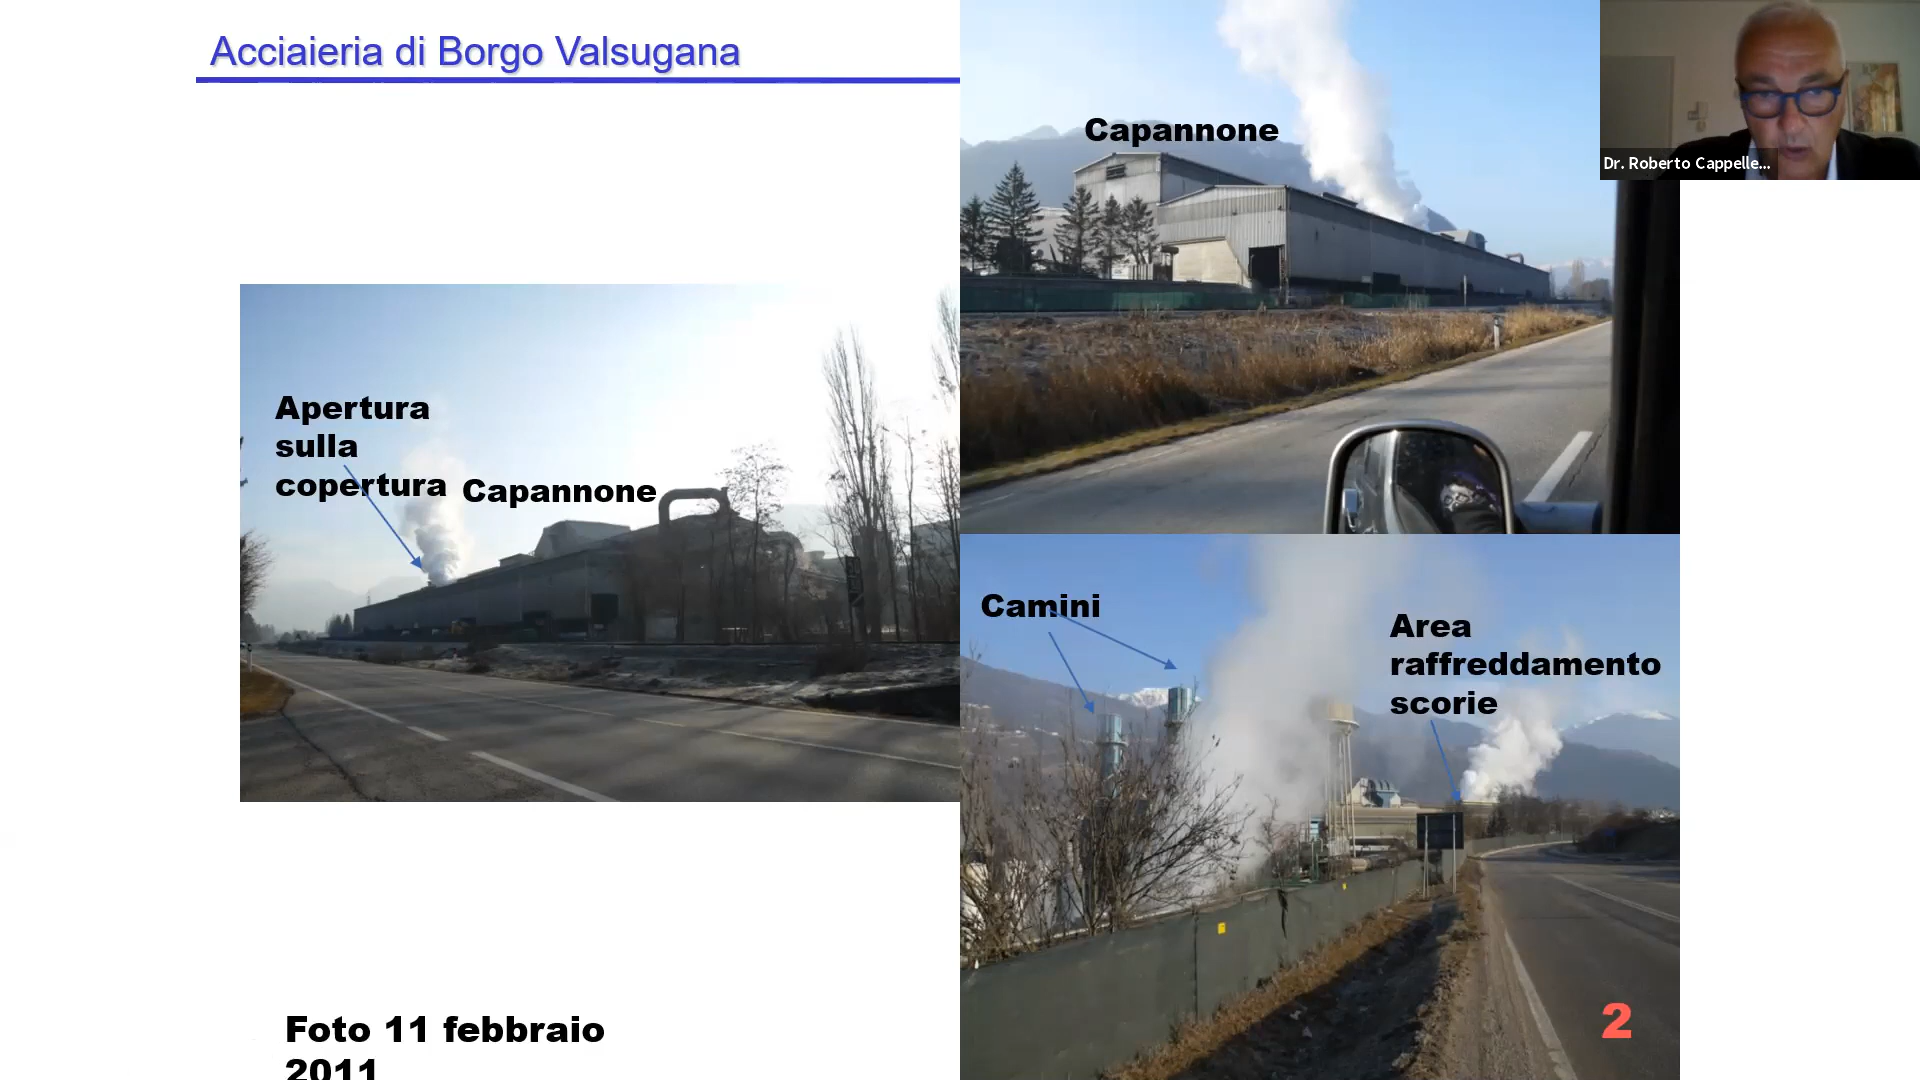 Acciaieria di Borgo Valsugana
Capannone
Dr. Roberto Cappelle...
Apertura
sulla
copertura
Capannone
Camini
Area
raffreddamento
scorie
Foto 11 febbraio
2011
2